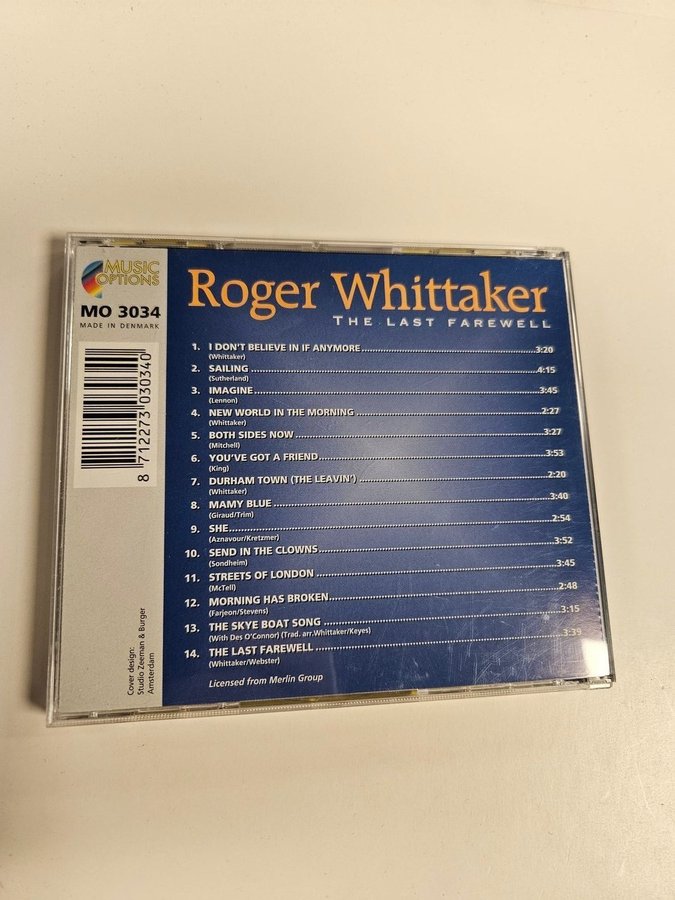 MUSIC
OPTIONS
MO 3034
MADE IN DENMARK
8 712273 030340
Cover design:
Studio Zeeman & Burger
Amsterdam
Roger Whittaker
THE LAST FAREWELL
1. I DON'T BELIEVE IN IF ANYMORE 3:20
(Whittaker)
2. SAILING 4:15
(Sutherland)
3. IMAGINE 3:45
(Lennon)
4. NEW WORLD IN THE MORNING 2:27
(Whittaker)
5. BOTH SIDES NOW 3:27
(Mitchell)
6. YOU'VE GOT A FRIEND 3:53
(King)
7. DURHAM TOWN (THE LEAVIN') 2:20
(Whittaker)
8. MAMY BLUE 3:40
(Giraud/Trim)
9. SHE 2:54
(Aznavour/Kretzmer)
10. SEND IN THE CLOWNS 3:52
(Sondheim)
11. STREETS OF LONDON 3:45
(McTell)
12. MORNING HAS BROKEN 2:48
(Farjeon/Stevens)
13. THE SKYE BOAT SONG 3:15
(With Des O'Connor) (Trad. arr.Whittaker/Keyes)
14. THE LAST FAREWELL 3:39
(Whittaker/Webster)
Licensed from Merlin Group